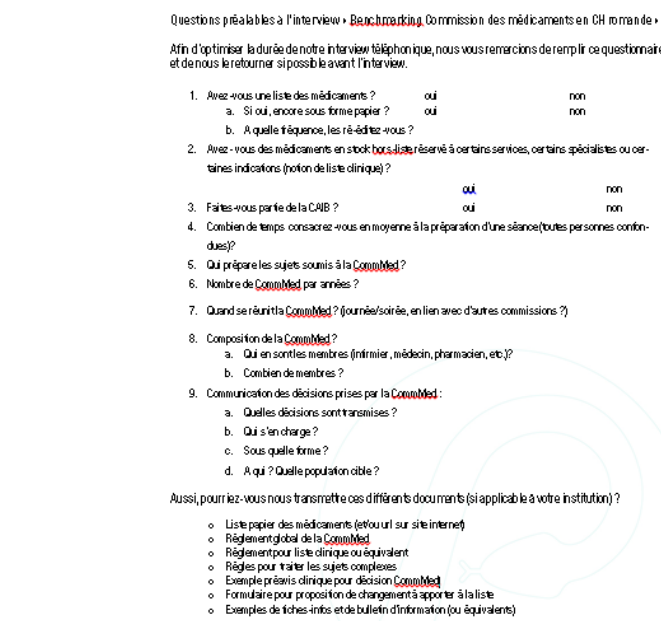 Questions préalables à l'interview • Benchmarking Commission des médicaments en CH romande •
Afin d'optimiser la durée de notre interview téléphonique, nous vous remercions de remplir ce questionnaire
et de nous le retourner si possible avant l'interview.
1. Avez-vous une liste des médicaments ? oui non
a. Si oui, encore sous forme papier ? oui non
b. A quelle fréquence, les ré-éditez-vous ?
2. Avez-vous des médicaments en stock hors-liste réservé à certains services, certains spécialistes ou cer-
taines indications (notion de liste clinique) ?
oui non
3. Faites-vous partie de la CAIB ? oui non
4. Combien de temps consacrez-vous en moyenne à la préparation d'une séance (toutes personnes confon-
dues)?
5. Qui prépare les sujets soumis à la CommMed ?
6. Nombre de CommMed par années ?
7. Quand se réunit la CommMed ? (journée/soirée, en lien avec d'autres commissions ?)
8. Composition de la CommMed ?
a. Qui en sont les membres (infirmier, médecin, pharmacien, etc.)?
b. Combien de membres ?
9. Communication des décisions prises par la CommMed :
a. Quelles décisions sont transmises ?
b. Qui s'en charge ?
c. Sous quelle forme ?
d. A qui ? Quelle population cible ?
Aussi, pourriez-vous nous transmettre ces différents documents (si applicable à votre institution) ?
o Liste papier des médicaments (et/ou url sur site internet)
o Règlement global de la CommMed
o Règlement pour liste clinique ou équivalent
o Règles pour traiter les sujets complexes
o Exemple préavis clinique pour décision CommMed
o Formulaire pour proposition de changement à apporter à la liste
o Exemples de fiches-infos et de bulletin d'information (ou équivalents)